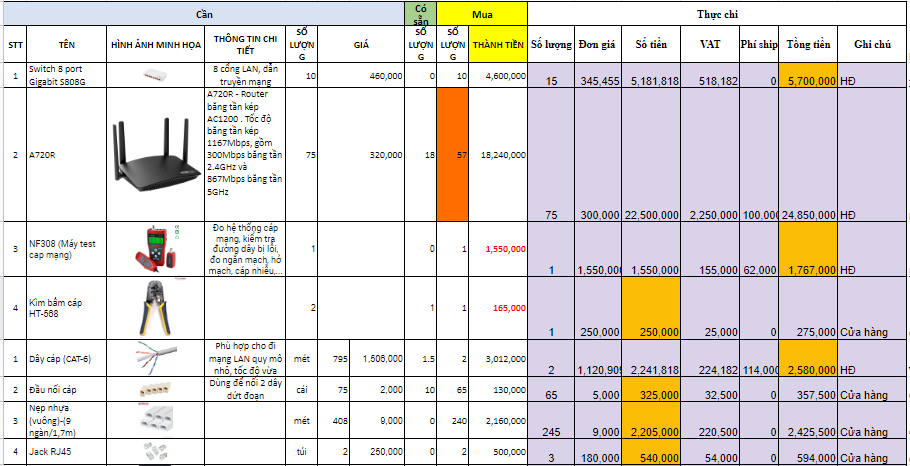 Cần Có sẵn Mua Thực chi
STT TÊN HÌNH ẢNH MINH HỌA THÔNG TIN CHI TIẾT SỐ LƯỢNG GIÁ SỐ LƯỢNG SỐ LƯỢNG THÀNH TIỀN Số lượng Đơn giá Số tiền VAT Phí ship Tổng tiền Ghi chú
1 Switch 8 port Gigabit S808G 8 cổng LAN, dẫn truyền mạng 10 460,000 0 10 4,600,000 15 345,455 5,181,818 518,182 0 5,700,000 HĐ
2 A720R A720R - Router băng tần kép AC1200 . Tốc độ băng tần kép 1167Mbps, gồm 300Mbps băng tần 2.4GHz và 867Mbps băng tần 5GHz 75 320,000 18 57 18,240,000 75 300,000 22,500,000 2,250,000 100,000 24,850,000 HĐ
3 NF308 (Máy test cap mạng) Đo hệ thống cáp mạng, kiểm tra đường dây bị lỗi, đo ngắn mạch, hở mạch, cáp nhiễu,... 1 0 1 1,550,000 1 1,550,000 1,550,000 155,000 62,000 1,767,000 HĐ
4 Kìm bấm cáp HT-568 2 1 1 165,000 1 250,000 250,000 25,000 0 275,000 Cửa hàng
1 Dây cáp (CAT-6) Phù hợp cho đi mạng LAN quy mô nhỏ, tốc độ vừa mét 795 1,606,000 1.5 2 3,012,000 2 1,120,909 2,241,818 224,182 114,000 2,580,000 HĐ
2 Đầu nối cáp Dùng để nối 2 dây dứt đoạn cái 75 2,000 10 65 130,000 65 5,000 325,000 32,500 0 357,500 Cửa hàng
3 Nẹp nhựa (vuông)-(9 ngàn/1,7m) mét 408 9,000 0 240 2,160,000 245 9,000 2,205,000 220,500 0 2,425,500 Cửa hàng
4 Jack RJ45 túi 2 250,000 0 2 500,000 3 180,000 540,000 54,000 0 594,000 Cửa hàng